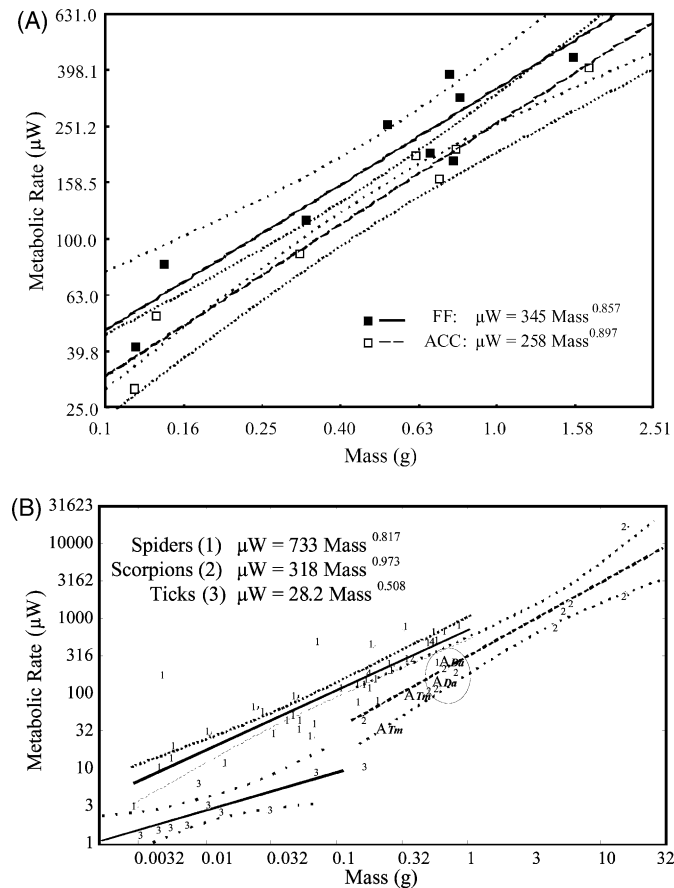 (A)
631.0
398.1
251.2
158.5
100.0
63.0
39.8
25.0
Metabolic Rate (µW)
FF: µW = 345 Mass^0.857
ACC: µW = 258 Mass^0.897
0.1 0.16 0.25 0.40 0.63 1.0 1.58 2.51
Mass (g)
(B)
31623
10000
3162
1000
316
100
32
10
3
1
Metabolic Rate (µW)
Spiders (1) µW = 733 Mass^0.817
Scorpions (2) µW = 318 Mass^0.973
Ticks (3) µW = 28.2 Mass^0.508
A Da
A Tm
A Tm
0.0032 0.01 0.032 0.1 0.32 1 3 10 32
Mass (g)